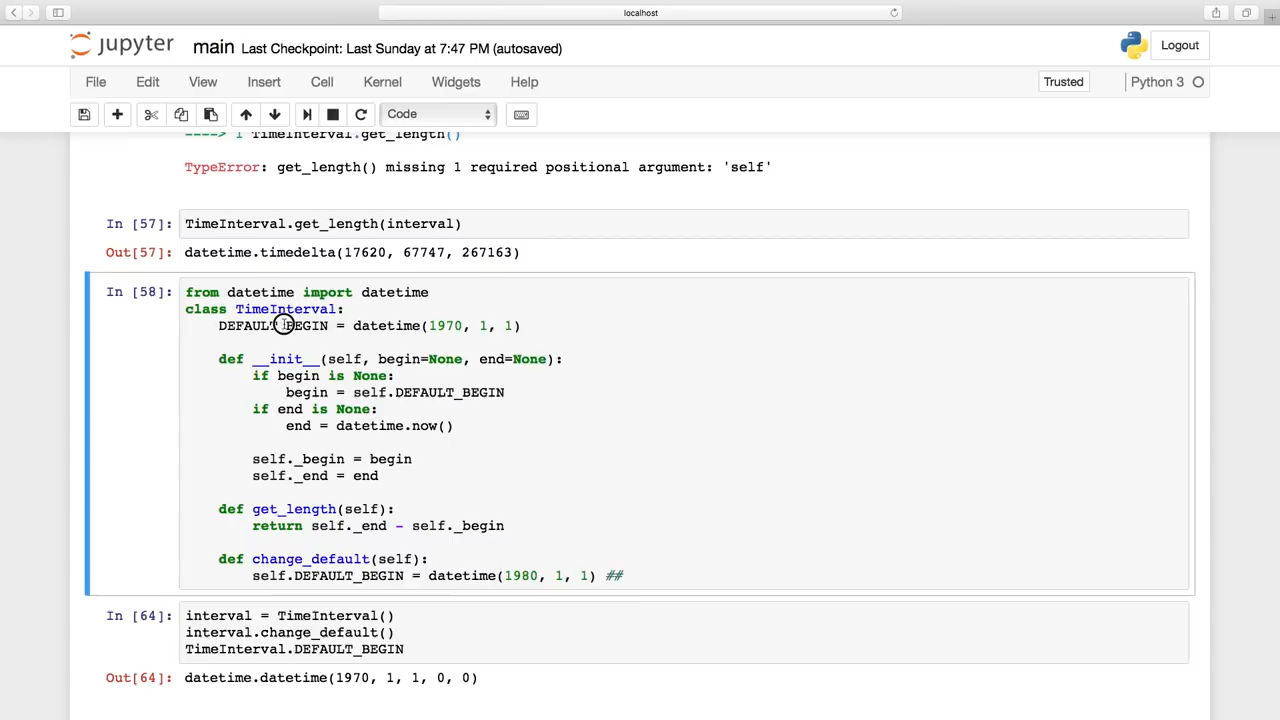 localhost
jupyter main Last Checkpoint: Last Sunday at 7:47 PM (autosaved) Logout
File Edit View Insert Cell Kernel Widgets Help Trusted Python 3
Code
----> 1 TimeInterval.get_length()
TypeError: get_length() missing 1 required positional argument: 'self'
In [57]: TimeInterval.get_length(interval)
Out[57]: datetime.timedelta(17620, 67747, 267163)
In [58]: from datetime import datetime
class TimeInterval:
DEFAULT_BEGIN = datetime(1970, 1, 1)
def __init__(self, begin=None, end=None):
if begin is None:
begin = self.DEFAULT_BEGIN
if end is None:
end = datetime.now()
self._begin = begin
self._end = end
def get_length(self):
return self._end - self._begin
def change_default(self):
self.DEFAULT_BEGIN = datetime(1980, 1, 1) ##
In [64]: interval = TimeInterval()
interval.change_default()
TimeInterval.DEFAULT_BEGIN
Out[64]: datetime.datetime(1970, 1, 1, 0, 0)